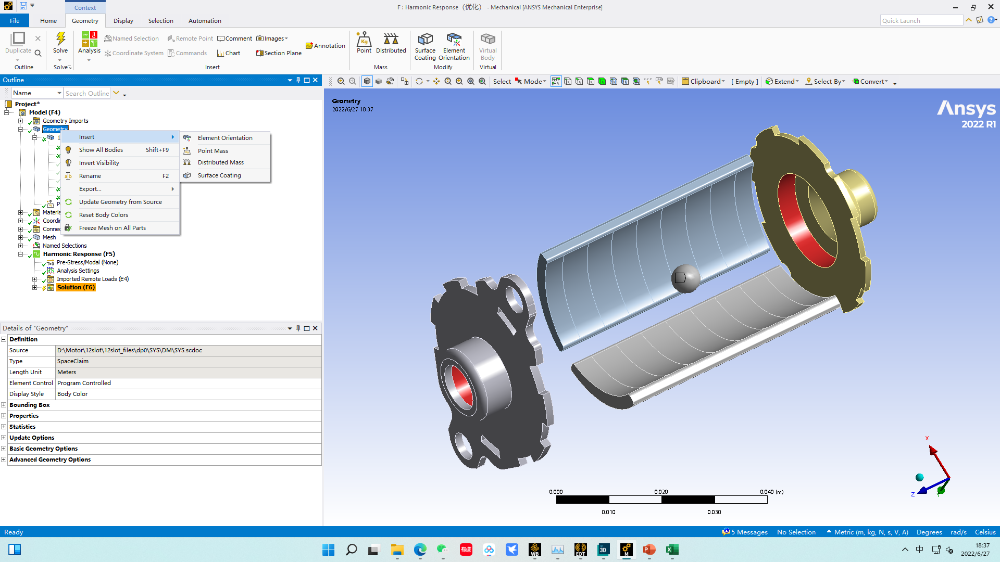 Context
F : Harmonic Response（优化） - Mechanical [ANSYS Mechanical Enterprise]
File Home Geometry Display Selection Automation
Quick Launch
Duplicate
Outline
Solve
Solve
Analysis
Named Selection Remote Point Comment Images
Coordinate System Commands Chart Section Plane
Annotation
Insert
Point Distributed
Mass
Surface Coating
Element Orientation
Modify
Virtual Body
Virtual
Outline
Name Search Outline
Select Mode Clipboard [ Empty ] Extend Select By Convert
Project*
Model (F4)
Geometry Imports
Geometry
1
P
Materia
Coordin
Connec
Mesh
Named Selections
Harmonic Response (F5)
Pre-Stress/Modal (None)
Analysis Settings
Imported Remote Loads (E4)
Solution (F6)
Insert
Show All Bodies Shift+F9
Invert Visibility
Rename F2
Export...
Update Geometry from Source
Reset Body Colors
Freeze Mesh on All Parts
Element Orientation
Point Mass
Distributed Mass
Surface Coating
Details of "Geometry"
Definition
Source D:\Motor\12slot\12slot_files\dp0\SYS\DM\SYS.scdoc
Type SpaceClaim
Length Unit Meters
Element Control Program Controlled
Display Style Body Color
Bounding Box
Properties
Statistics
Update Options
Basic Geometry Options
Advanced Geometry Options
Geometry
2022/6/27 18:37
Ansys
2022 R1
X
Z
Y
0.000 0.020 0.040 (m)
0.010 0.030
Ready
5 Messages No Selection Metric (m, kg, N, s, V, A) Degrees rad/s Celsius
有道
WB
EDT
3D
M
P
X
中
18:37
2022/6/27